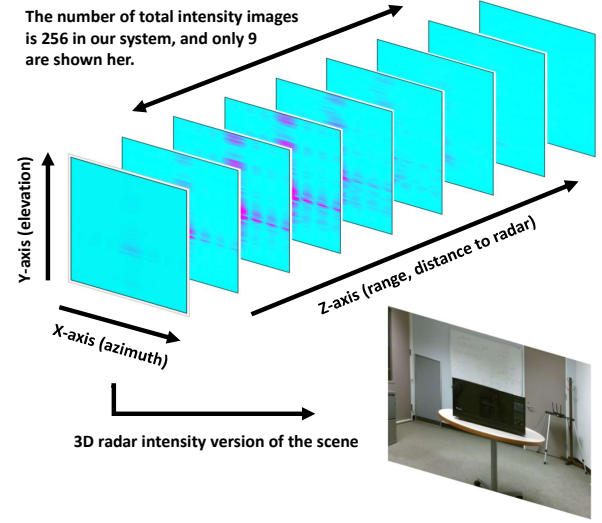 The number of total intensity images
is 256 in our system, and only 9
are shown her.
Y-axis (elevation)
Z-axis (range, distance to radar)
X-axis (azimuth)
3D radar intensity version of the scene